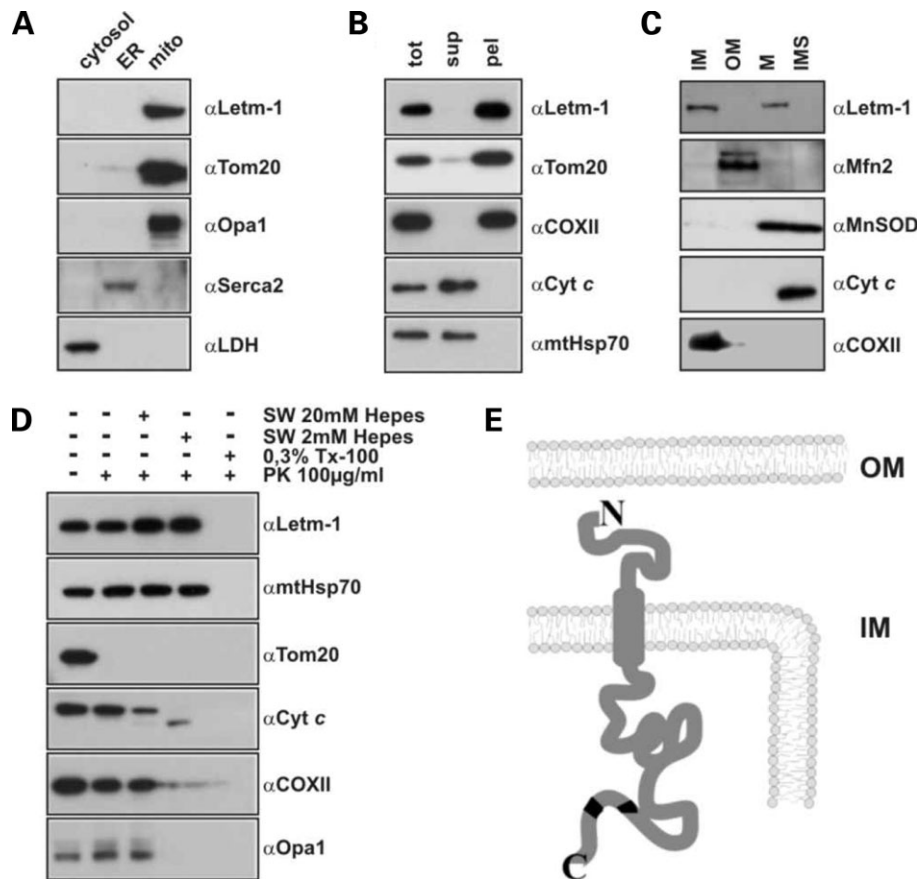 A
cytosol ER mito
αLetm-1
αTom20
αOpa1
αSerca2
αLDH
B
tot sup pel
αLetm-1
αTom20
αCOXII
αCyt c
αmtHsp70
C
IM OM M IMS
αLetm-1
αMfn2
αMnSOD
αCyt c
αCOXII
D
- - + - - SW 20mM Hepes
- - - + - SW 2mM Hepes
- - - - + 0,3% Tx-100
- + + + + PK 100µg/ml
αLetm-1
αmtHsp70
αTom20
αCyt c
αCOXII
αOpa1
E
OM
N
IM
C